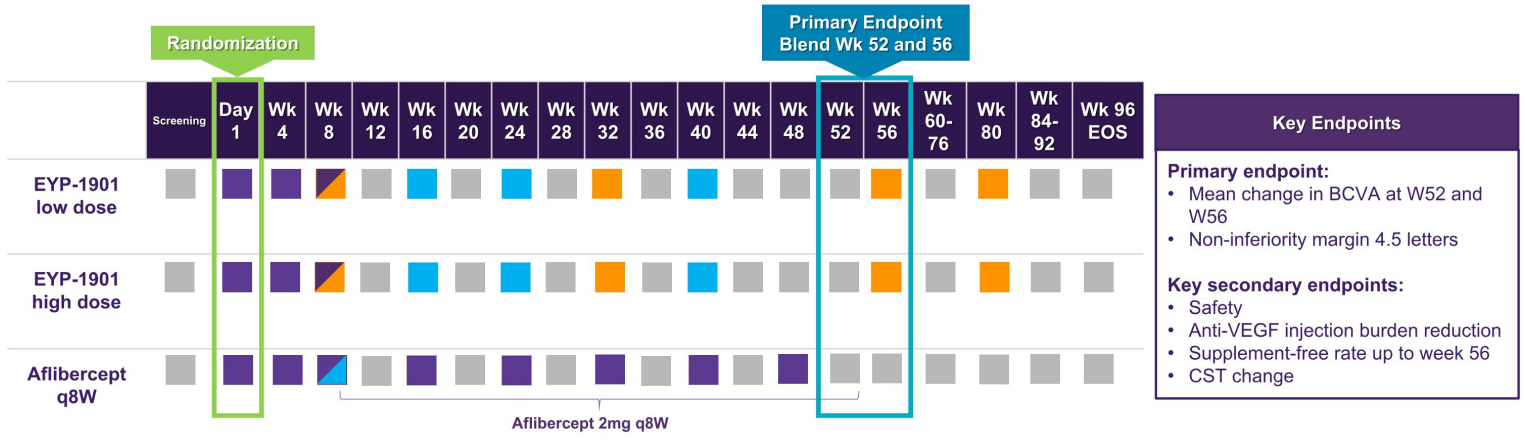 Randomization
Primary Endpoint
Blend Wk 52 and 56
Screening
Day
1
Wk
4
Wk
8
Wk
12
Wk
16
Wk
20
Wk
24
Wk
28
Wk
32
Wk
36
Wk
40
Wk
44
Wk
48
Wk
52
Wk
56
Wk
60-
76
Wk
80
Wk
84-
92
Wk 96
EOS
EYP-1901
low dose
EYP-1901
high dose
Aflibercept
q8W
Aflibercept 2mg q8W
Key Endpoints
Primary endpoint:
• Mean change in BCVA at W52 and
W56
• Non-inferiority margin 4.5 letters
Key secondary endpoints:
• Safety
• Anti-VEGF injection burden reduction
• Supplement-free rate up to week 56
• CST change